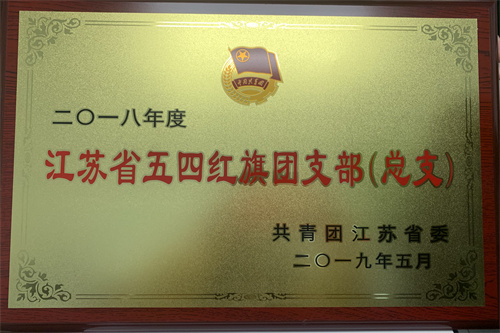 二〇一八年度
江苏省五四红旗团支部(总支)
共青团江苏省委
二〇一九年五月